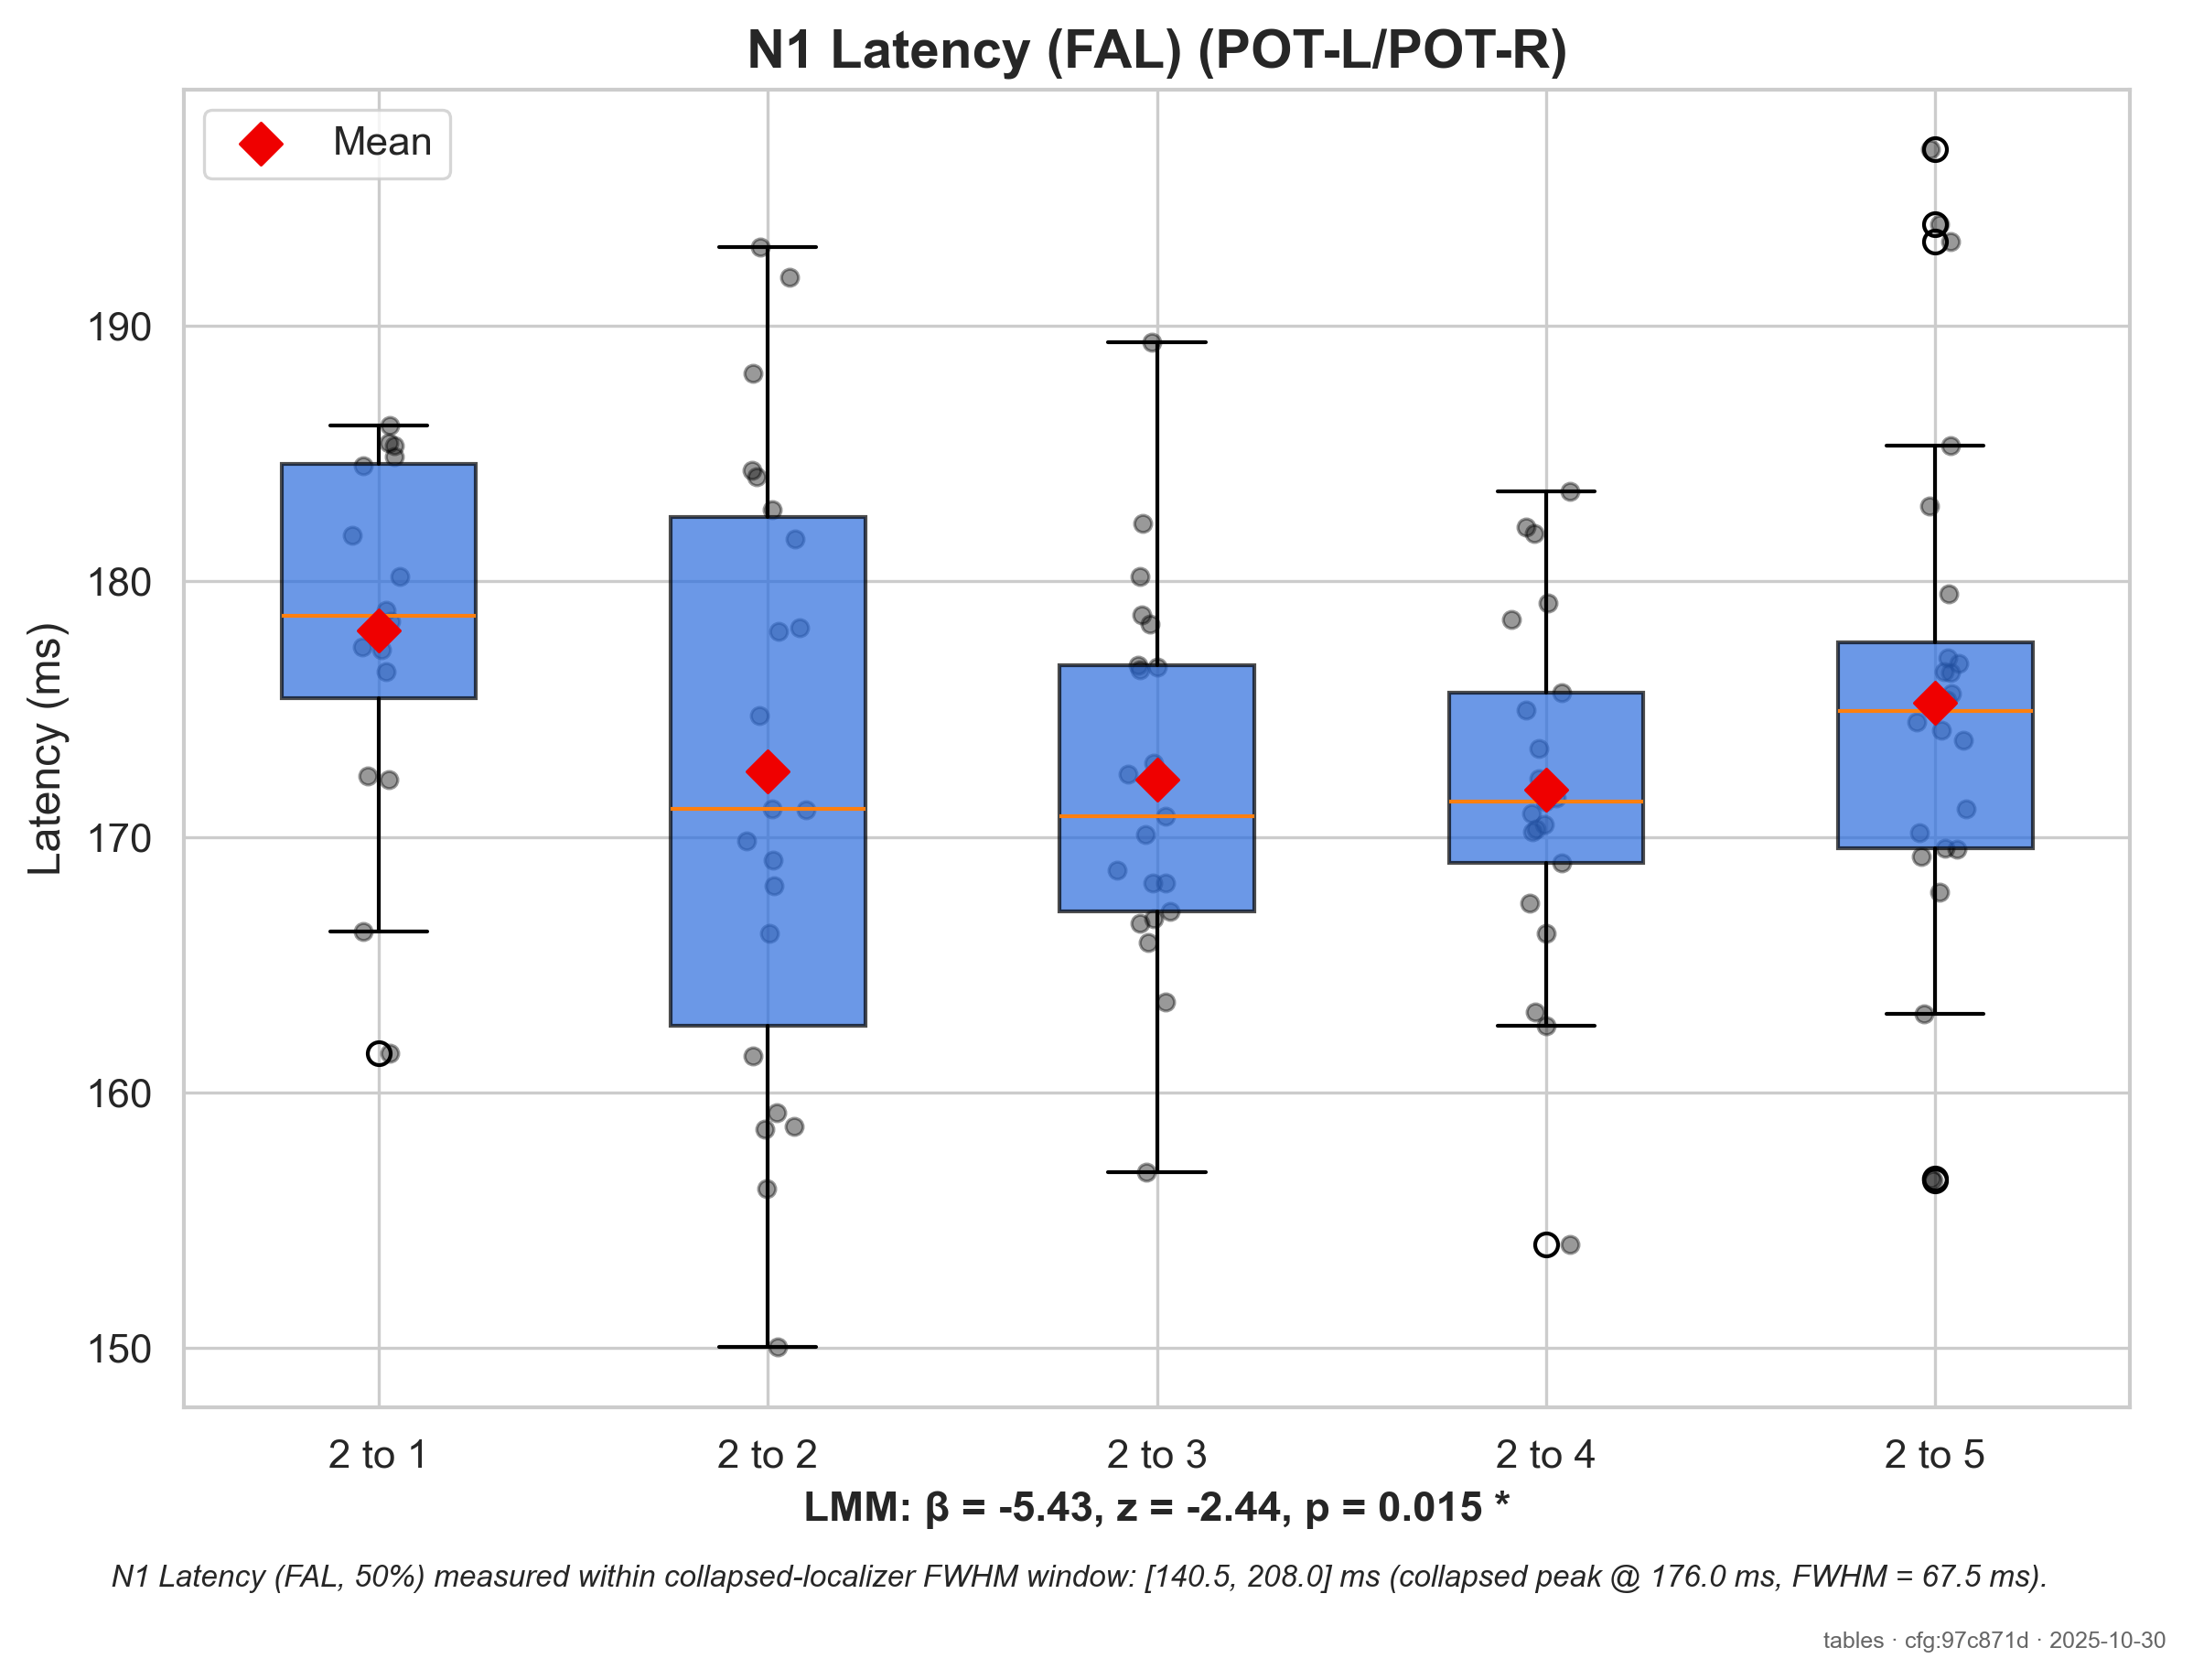 N1 Latency (FAL) (POT-L/POT-R)
Mean
Latency (ms)
190
180
170
160
150
2 to 1 2 to 2 2 to 3 2 to 4 2 to 5
LMM: β = -5.43, z = -2.44, p = 0.015 *
N1 Latency (FAL, 50%) measured within collapsed-localizer FWHM window: [140.5, 208.0] ms (collapsed peak @ 176.0 ms, FWHM = 67.5 ms).
tables · cfg:97c871d · 2025-10-30